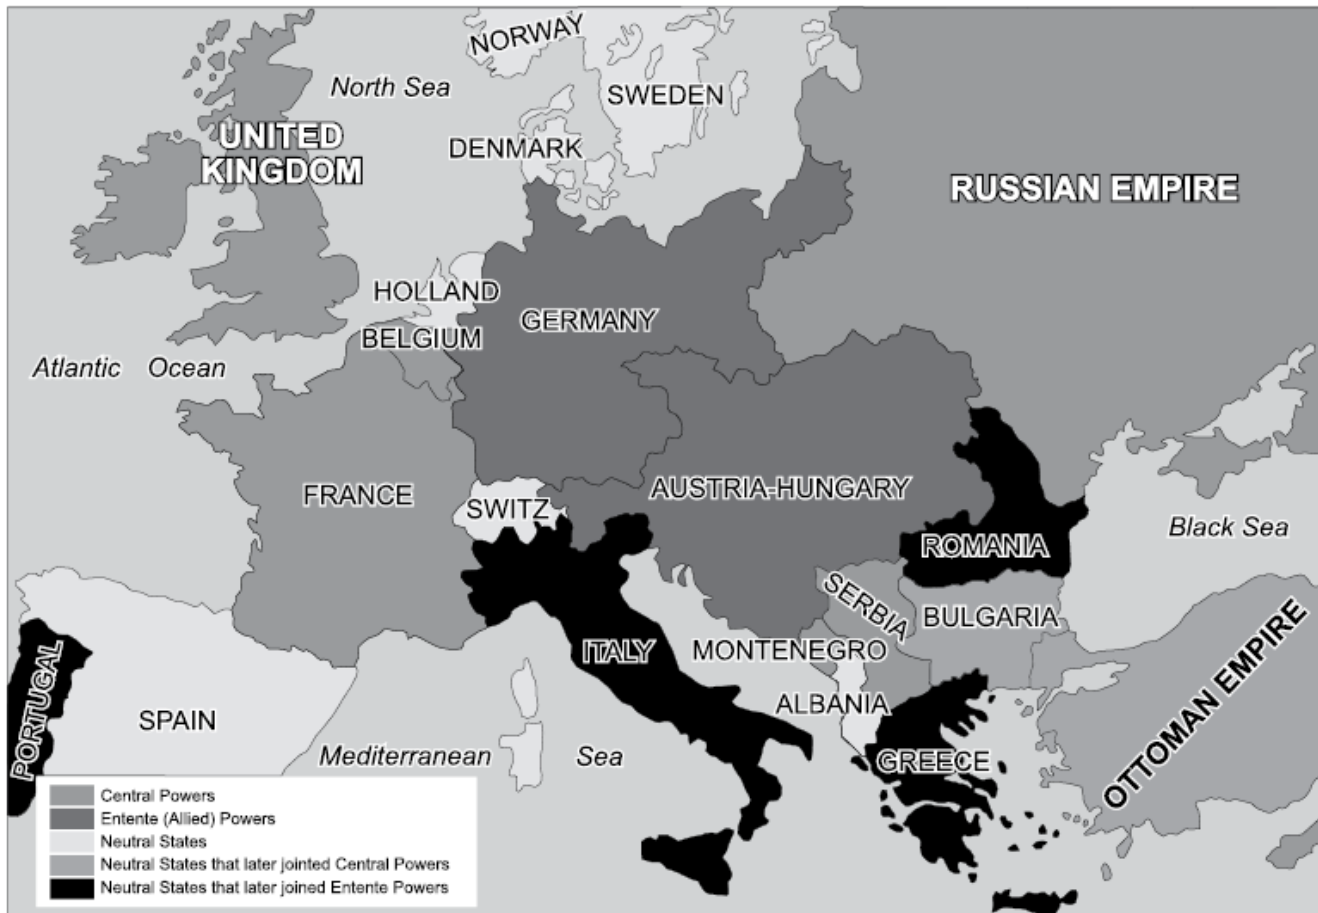 NORWAY
North Sea
SWEDEN
UNITED
KINGDOM
DENMARK
RUSSIAN EMPIRE
HOLLAND
GERMANY
BELGIUM
Atlantic Ocean
FRANCE
SWITZ
AUSTRIA-HUNGARY
Black Sea
ROMANIA
SERBIA
BULGARIA
ITALY
MONTENEGRO
PORTUGAL
SPAIN
ALBANIA
OTTOMAN EMPIRE
Mediterranean Sea
GREECE
Central Powers
Entente (Allied) Powers
Neutral States
Neutral States that later jointed Central Powers
Neutral States that later joined Entente Powers